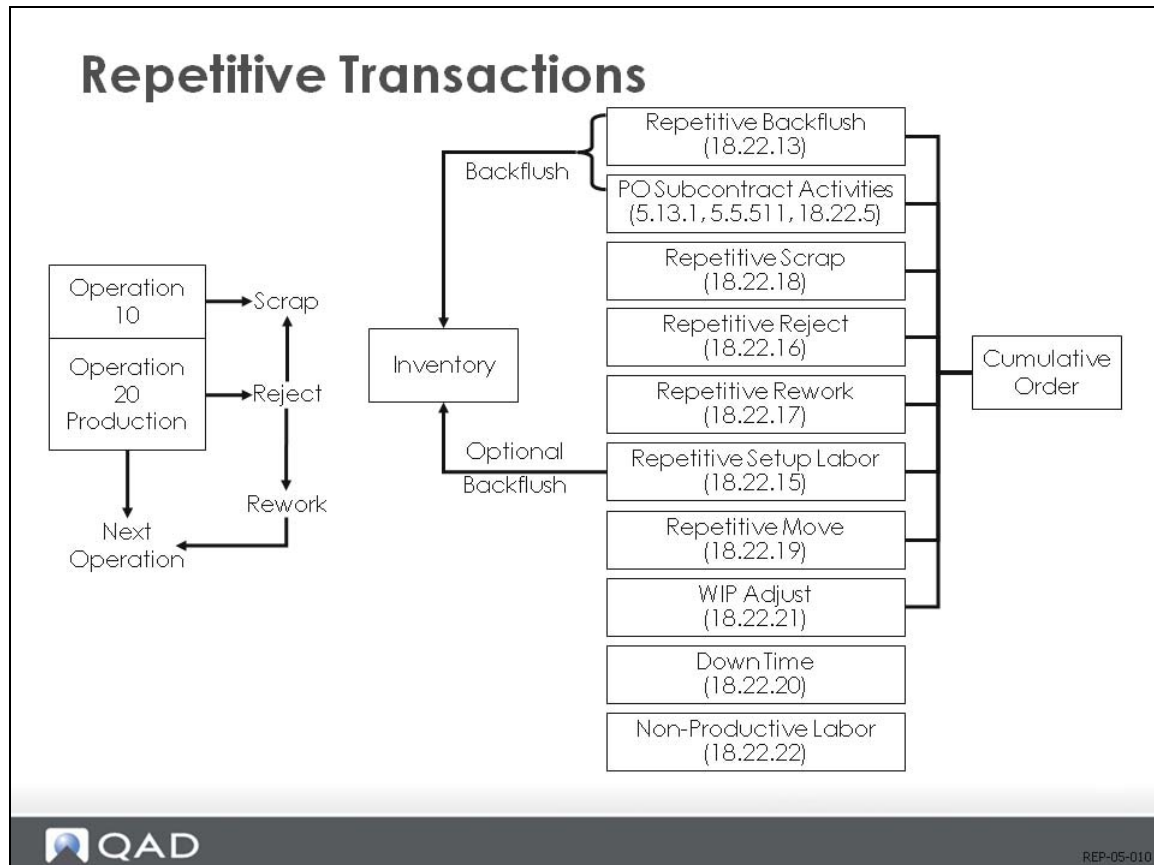 Repetitive Transactions
Operation
10
Operation
20
Production
Scrap
Reject
Rework
Next
Operation
Backflush
Inventory
Optional
Backflush
Repetitive Backflush
(18.22.13)
PO Subcontract Activities
(5.13.1, 5.5.511, 18.22.5)
Repetitive Scrap
(18.22.18)
Repetitive Reject
(18.22.16)
Repetitive Rework
(18.22.17)
Repetitive Setup Labor
(18.22.15)
Repetitive Move
(18.22.19)
WIP Adjust
(18.22.21)
Down Time
(18.22.20)
Non-Productive Labor
(18.22.22)
Cumulative
Order
QAD
REP-05-010